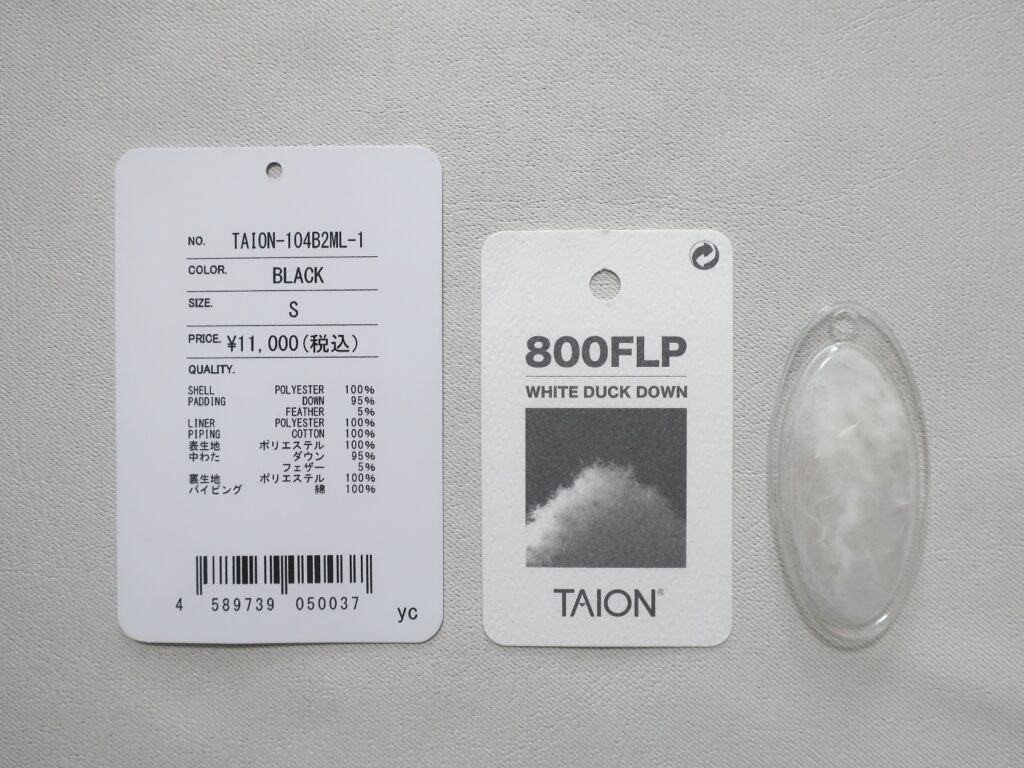 NO. TAION-104B2ML-1
COLOR. BLACK
SIZE. S
PRICE. ¥11,000(税込)
QUALITY.
SHELL POLYESTER 100%
PADDING DOWN 95%
FEATHER 5%
LINER POLYESTER 100%
PIPING COTTON 100%
表生地 ポリエステル 100%
中わた ダウン 95%
フェザー 5%
裏生地 ポリエステル 100%
パイピング 綿 100%
4 589739 050037
yc
800FLP
WHITE DUCK DOWN
TAION®